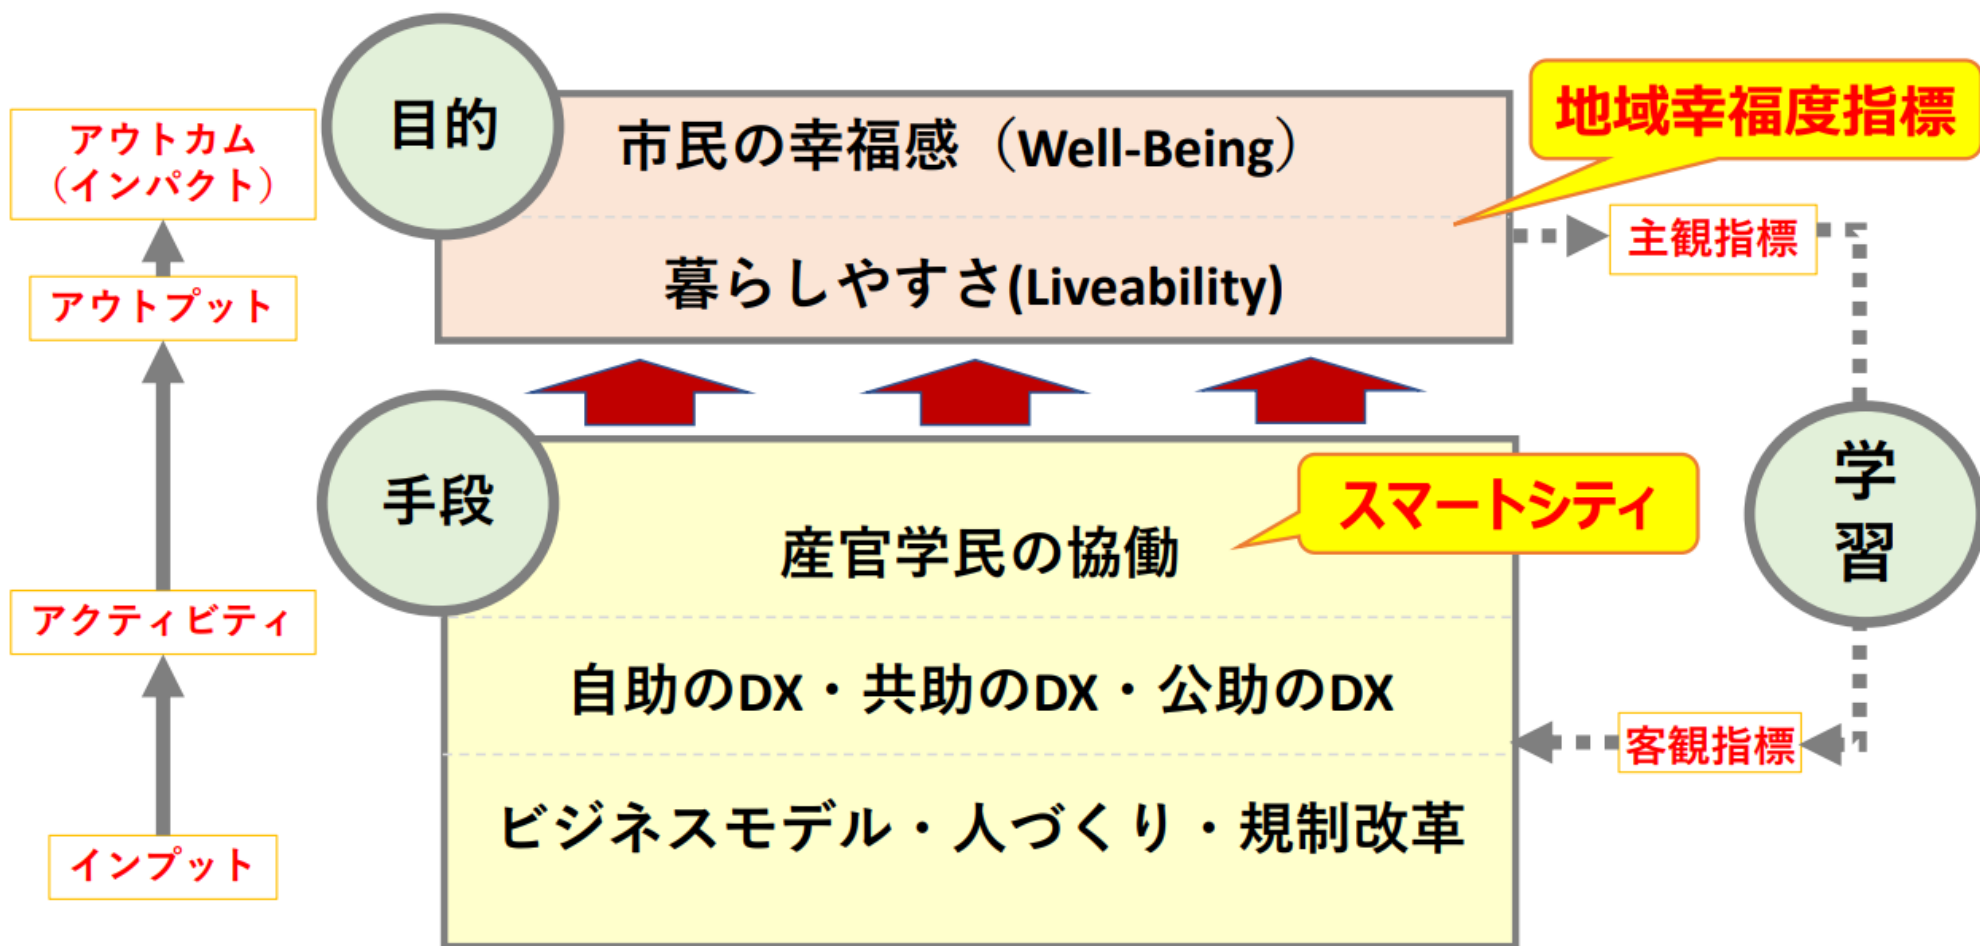 目的
市民の幸福感（Well-Being）
暮らしやすさ(Liveability)
地域幸福度指標
アウトカム
（インパクト）
アウトプット
アクティビティ
インプット
主観指標
学
習
客観指標
手段
スマートシティ
産官学民の協働
自助のDX・共助のDX・公助のDX
ビジネスモデル・人づくり・規制改革